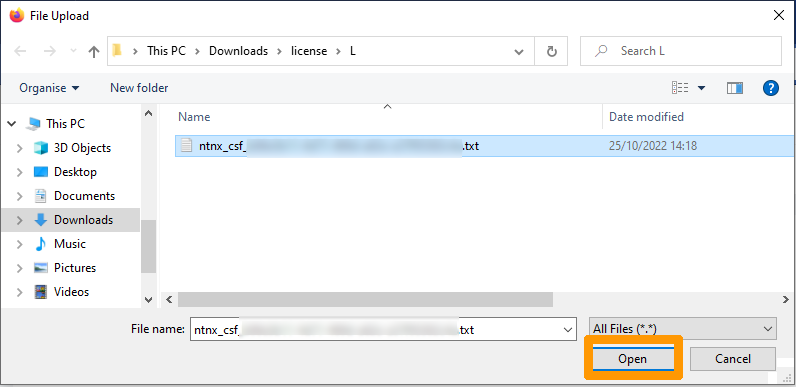 File Upload
This PC > Downloads > license > L
Search L
Organise
New folder
?
Name
Date modified
This PC
3D Objects
Desktop
Documents
Downloads
Music
Pictures
Videos
ntnx_csf_ .txt
25/10/2022 14:18
File name:
ntnx_csf_ .txt
All Files (*.*)
Open
Cancel